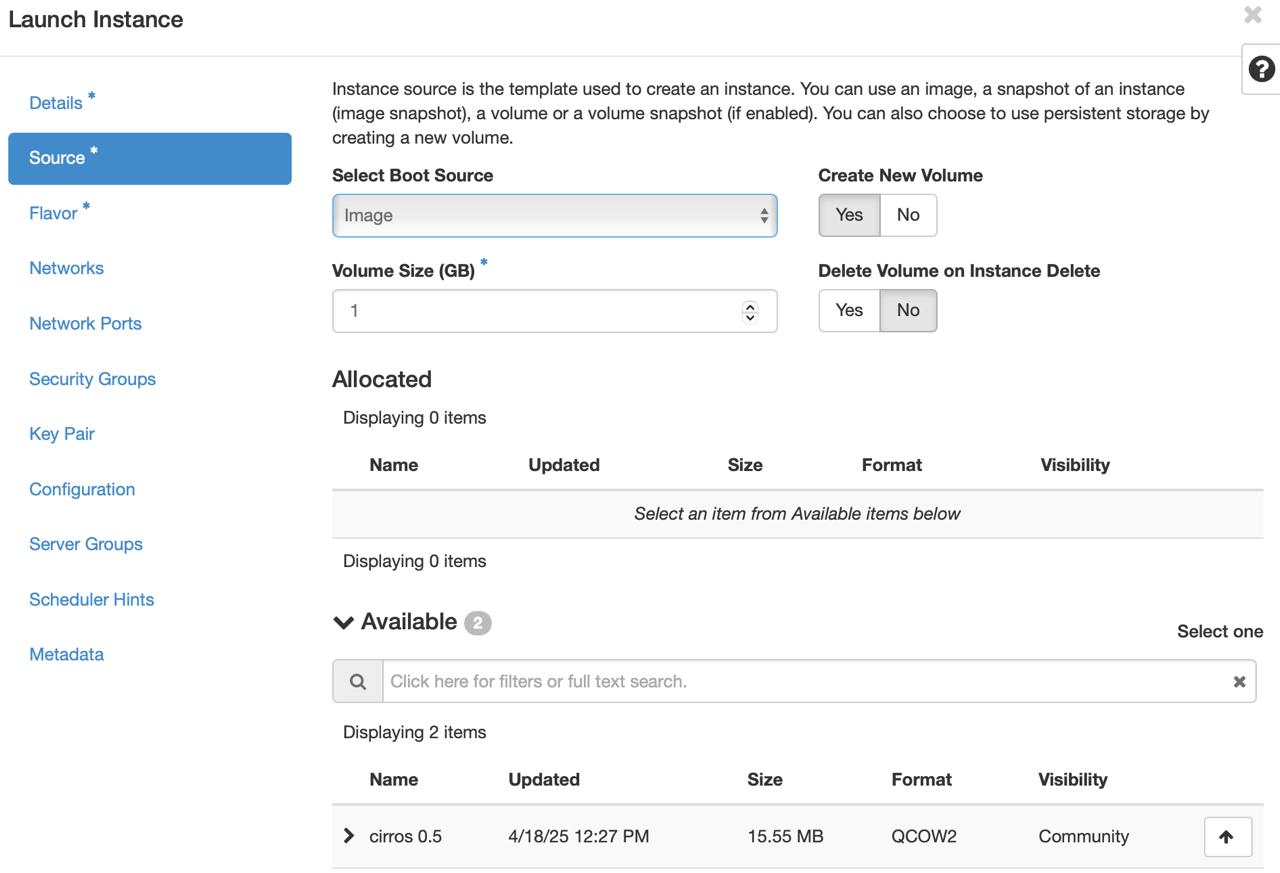 Launch Instance
Details *
Source *
Flavor *
Networks
Network Ports
Security Groups
Key Pair
Configuration
Server Groups
Scheduler Hints
Metadata
Instance source is the template used to create an instance. You can use an image, a snapshot of an instance
(image snapshot), a volume or a volume snapshot (if enabled). You can also choose to use persistent storage by
creating a new volume.
Select Boot Source
Image
Create New Volume
Yes No
Volume Size (GB) *
1
Delete Volume on Instance Delete
Yes No
Allocated
Displaying 0 items
Name Updated Size Format Visibility
Select an item from Available items below
Displaying 0 items
Available 2
Select one
Click here for filters or full text search.
Displaying 2 items
Name Updated Size Format Visibility
cirros 0.5 4/18/25 12:27 PM 15.55 MB QCOW2 Community